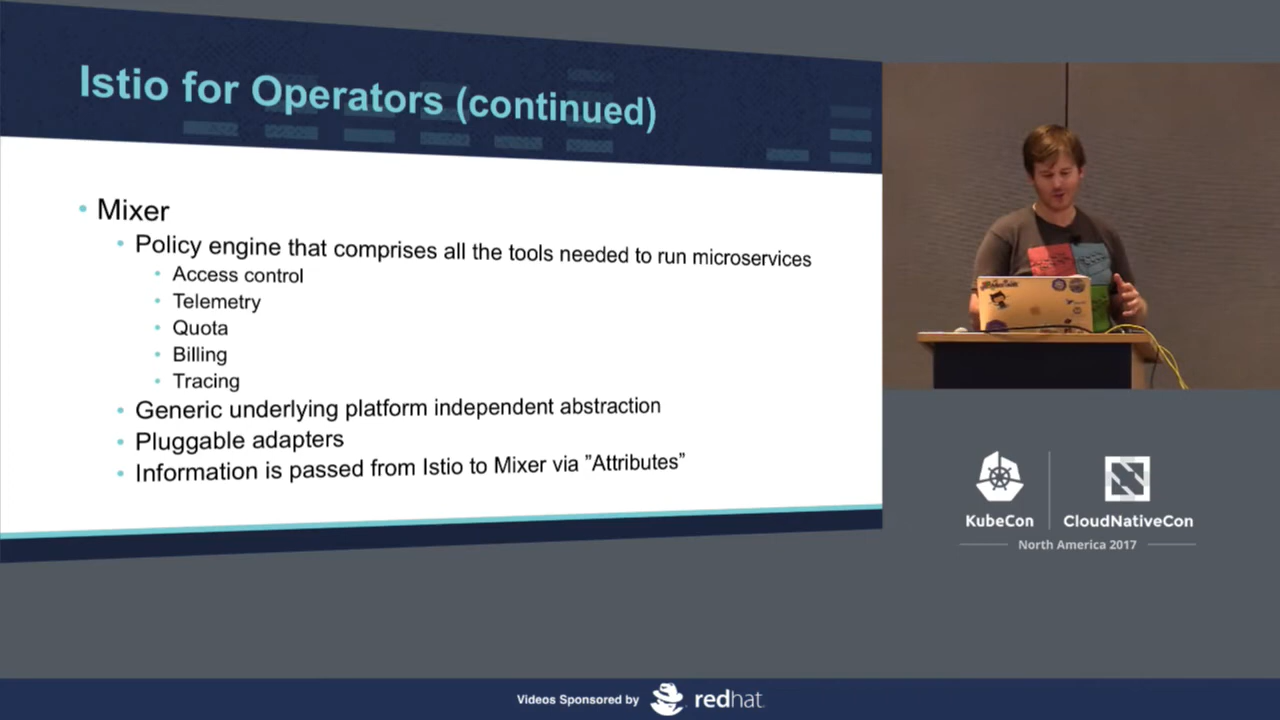 Istio for Operators (continued)
• Mixer
• Policy engine that comprises all the tools needed to run microservices
• Access control
• Telemetry
• Quota
• Billing
• Tracing
• Generic underlying platform independent abstraction
• Pluggable adapters
• Information is passed from Istio to Mixer via ”Attributes”
KubeCon
CloudNativeCon
North America 2017
Videos Sponsored by
redhat